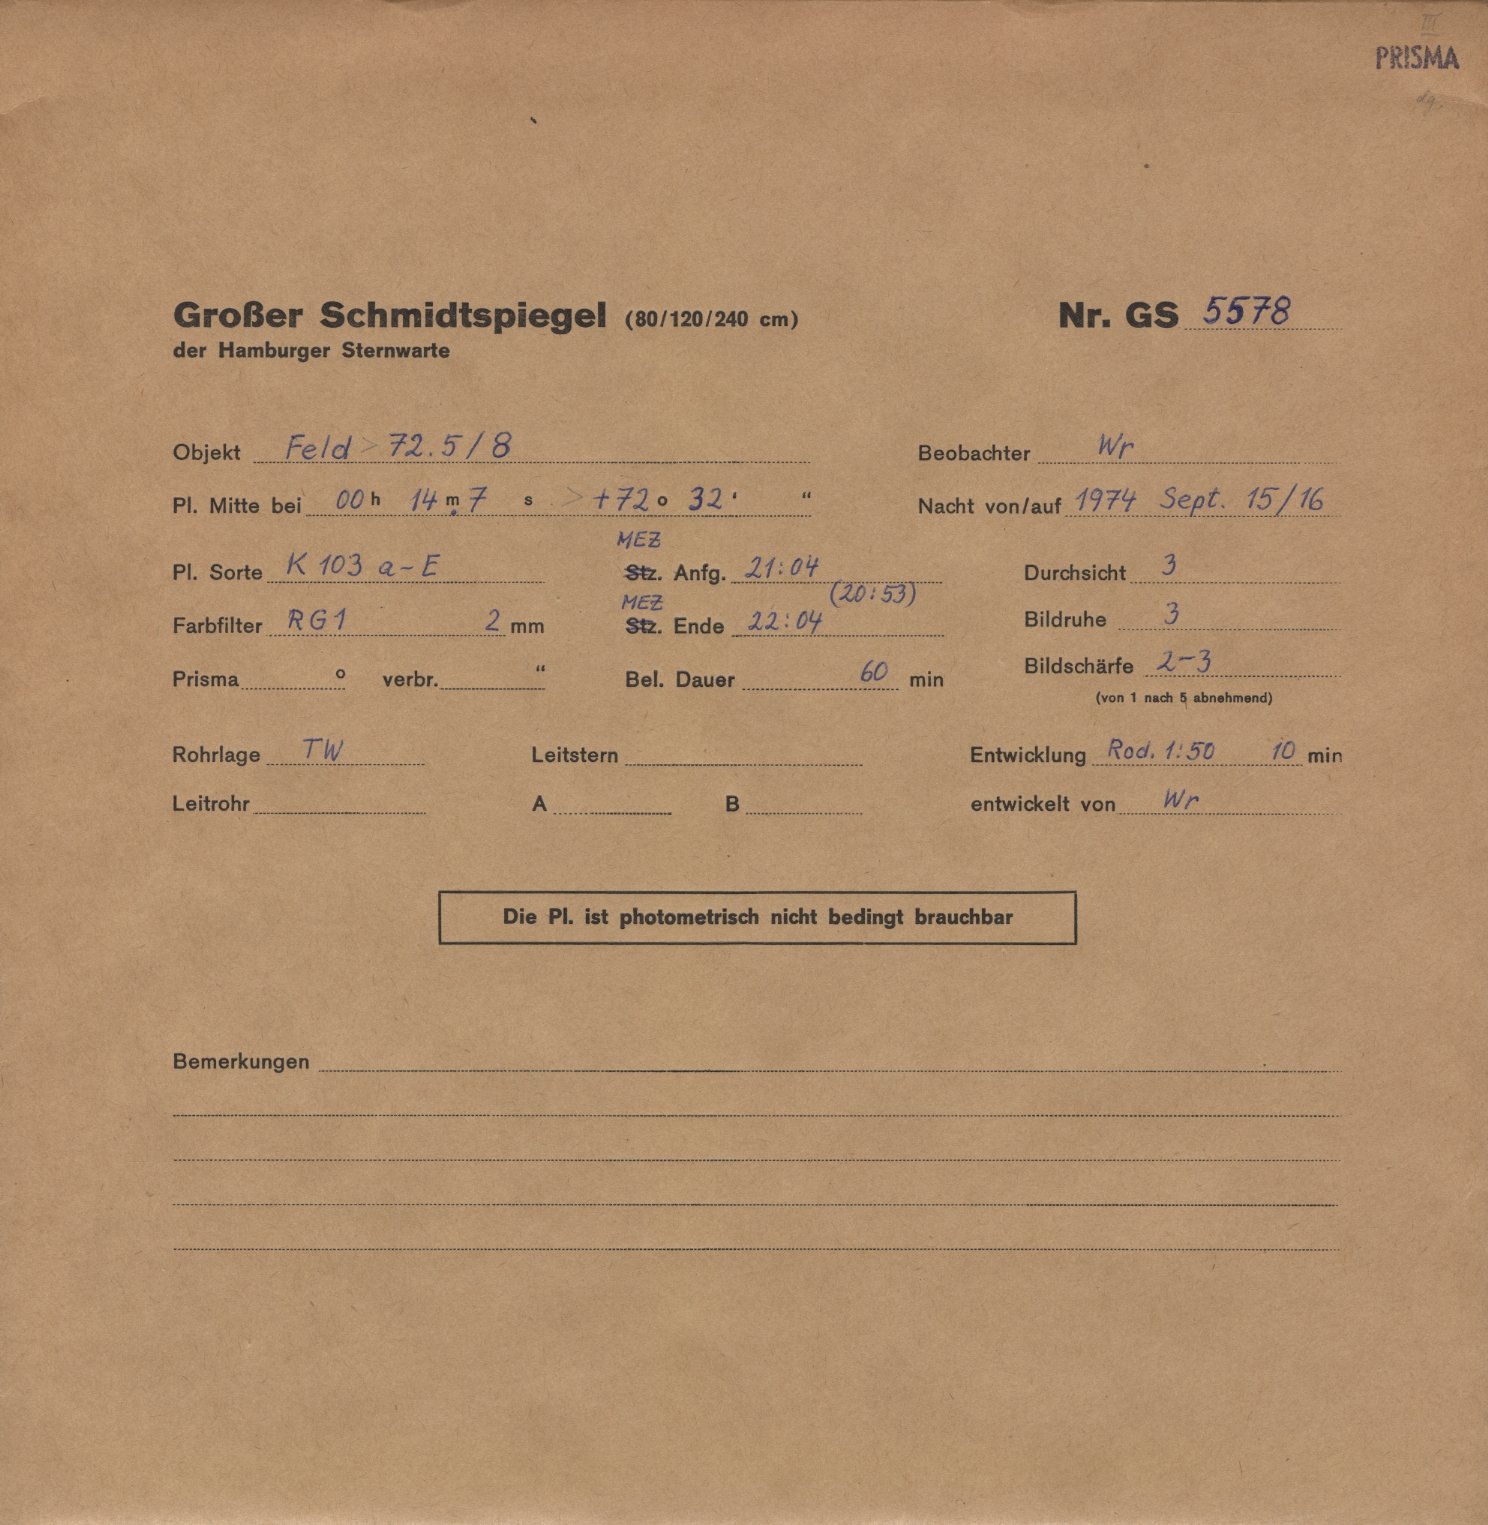 III
PRISMA
Großer Schmidtspiegel (80/120/240 cm) Nr. GS 5578
der Hamburger Sternwarte
Objekt Feld > 72.5/8 Beobachter Wr
Pl. Mitte bei 00 h 14 m. 7 s > +72 o 32 ' “ Nacht von/auf 1974 Sept. 15/16
MEZ
Pl. Sorte K 103 a-E Stz. Anfg. 21:04 Durchsicht 3
MEZ (20:53)
Farbfilter RG1 2 mm Stz. Ende 22:04 Bildruhe 3
Prisma o verbr. “ Bel. Dauer 60 min Bildschärfe 2-3
(von 1 nach 5 abnehmend)
Rohrlage TW Leitstern Entwicklung Rod. 1:50 10 min
Leitrohr A B entwickelt von Wr
Die Pl. ist photometrisch nicht bedingt brauchbar
Bemerkungen